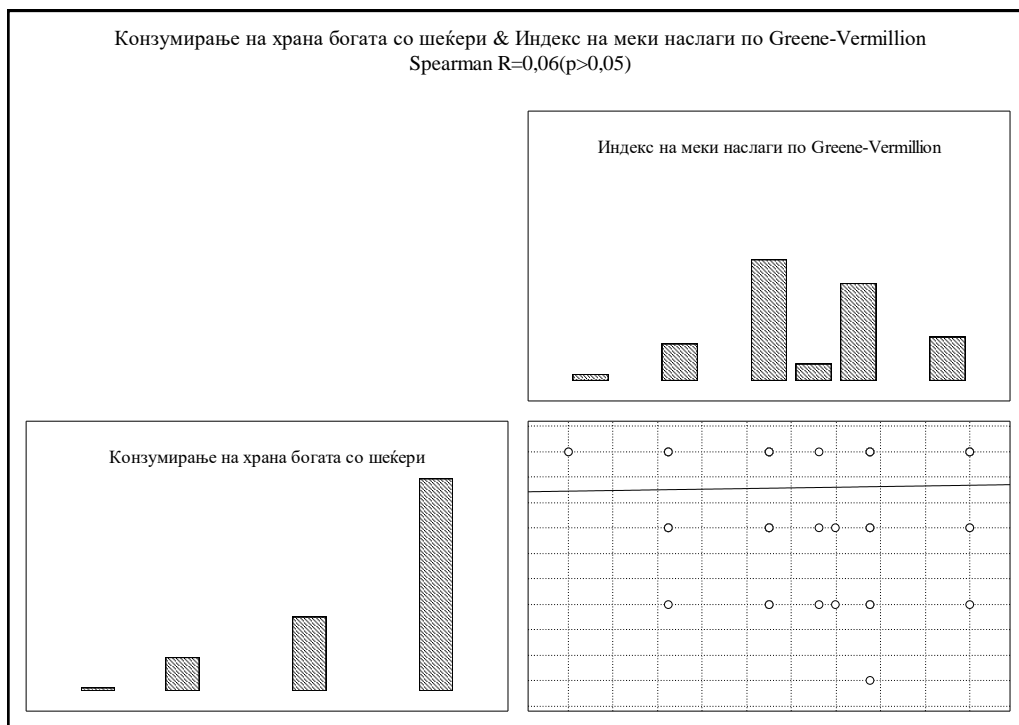 Конзумирање на храна богата со шеќери & Индекс на меки наслаги по Greene-Vermillion
Spearman R=0,06(p>0,05)
Индекс на меки наслаги по Greene-Vermillion
Конзумирање на храна богата со шеќери